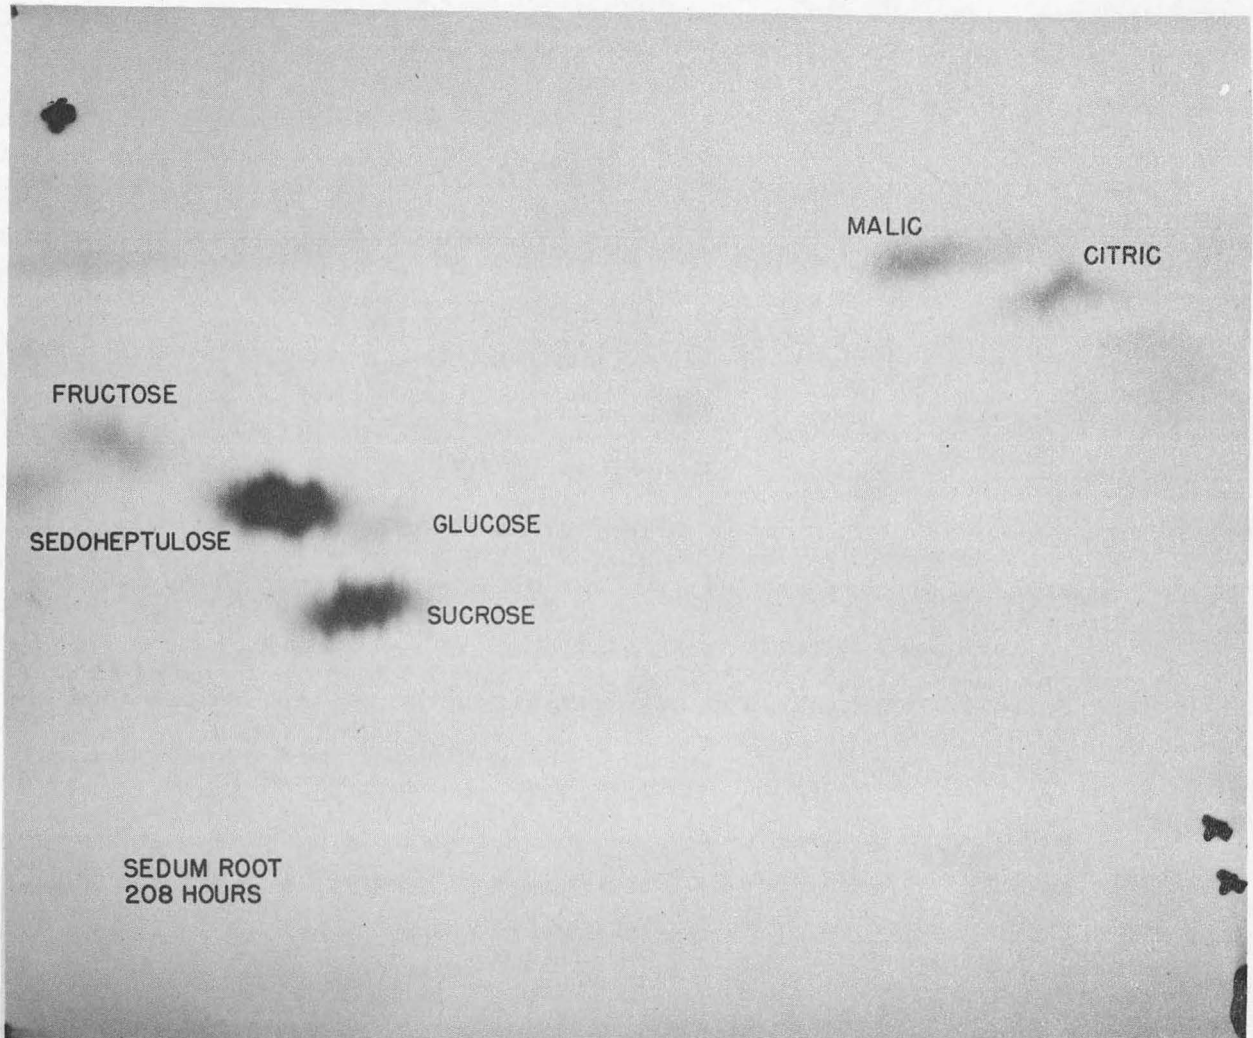 MALIC
CITRIC
FRUCTOSE
GLUCOSE
SEDOHEPTULOSE
SUCROSE
SEDUM ROOT
208 HOURS